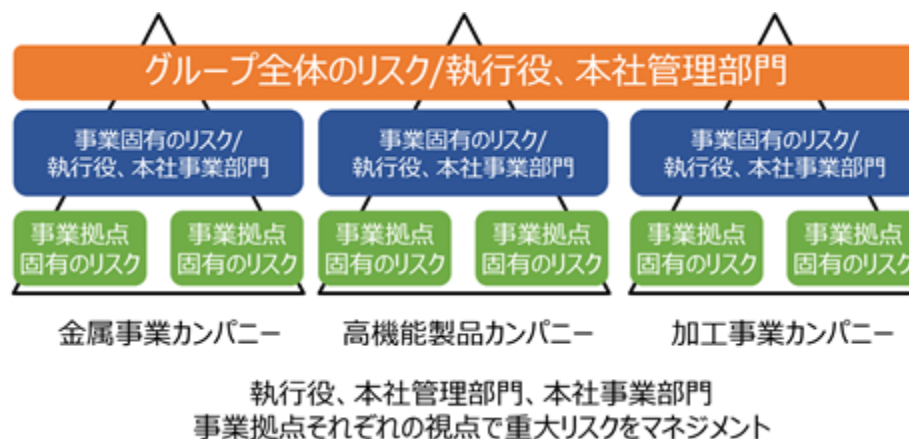 グループ全体のリスク/執行役、本社管理部門
事業固有のリスク/
執行役、本社事業部門
事業固有のリスク/
執行役、本社事業部門
事業固有のリスク/
執行役、本社事業部門
事業拠点
固有のリスク
事業拠点
固有のリスク
事業拠点
固有のリスク
事業拠点
固有のリスク
事業拠点
固有のリスク
事業拠点
固有のリスク
金属事業カンパニー
高機能製品カンパニー
加工事業カンパニー
執行役、本社管理部門、本社事業部門
事業拠点それぞれの視点で重大リスクをマネジメント